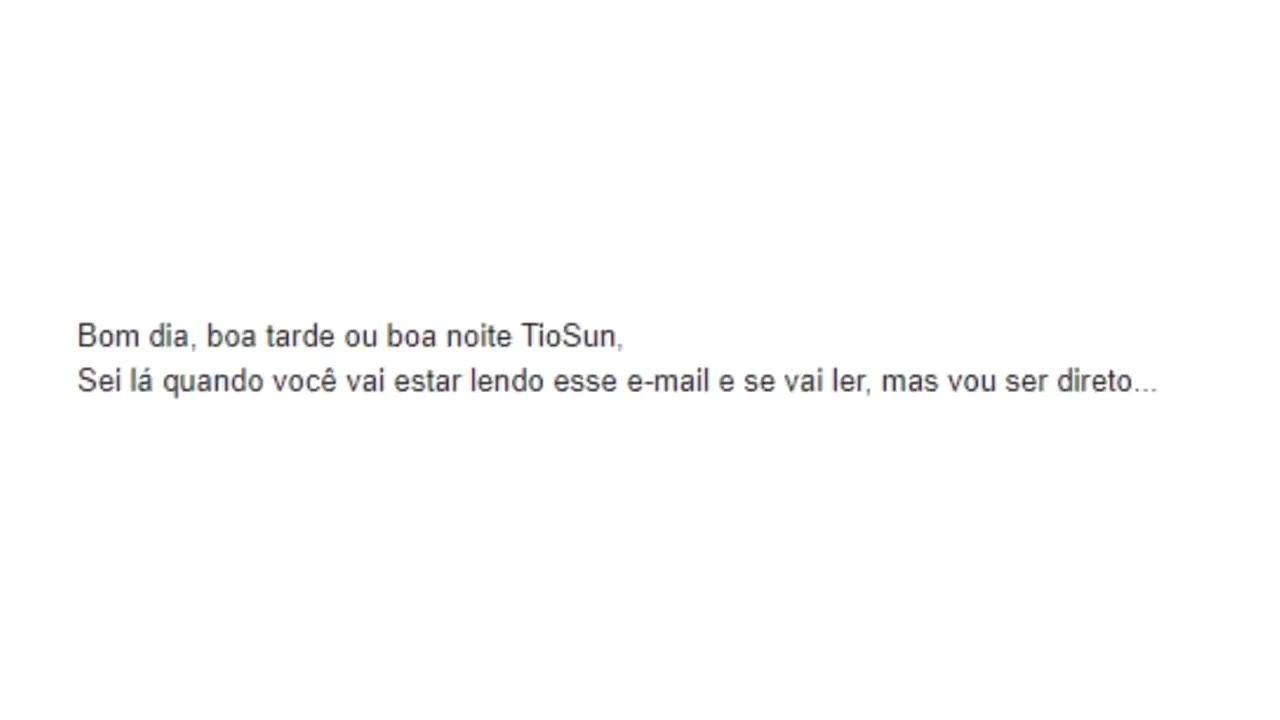 Bom dia, boa tarde ou boa noite TioSun,
Sei lá quando você vai estar lendo esse e-mail e se vai ler, mas vou ser direto...